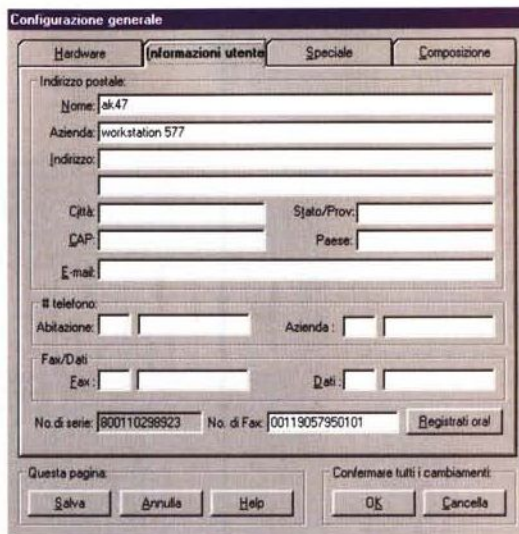 Configurazione generale
Hardware Informazioni utente Speciale Composizione
Indirizzo postale:
Nome: ak47
Azienda: workstation 577
Indirizzo:
Città: Stato/Prov:
CAP: Paese:
E-mail:
# telefono:
Abitazione: Azienda :
Fax/Dati
Fax : Dati :
No.di serie: 800110298923 No. di Fax: 00119057950101 Registrati ora!
Questa pagina: Confermare tutti i cambiamenti:
Salva Annulla Help OK Cancella